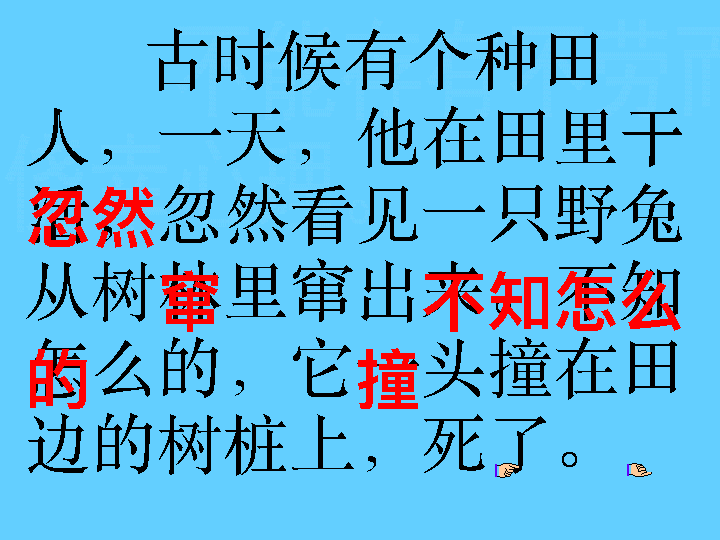 古时候有个种田
人，一天，他在田里干
活，忽然看见一只野兔
忽然
从树林里窜出来。不知
窜 不知怎么
怎么的，它一头撞在田
的 撞
边的树桩上，死了。